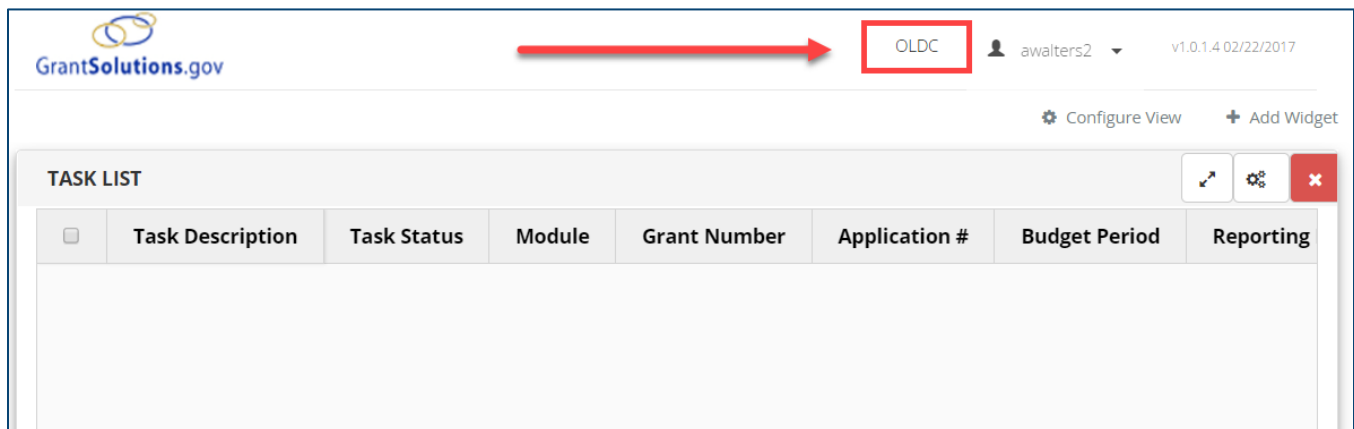 GrantSolutions.gov
OLDC
awalters2
v1.0.1.4 02/22/2017
Configure View
Add Widget
TASK LIST
Task Description Task Status Module Grant Number Application # Budget Period Reporting